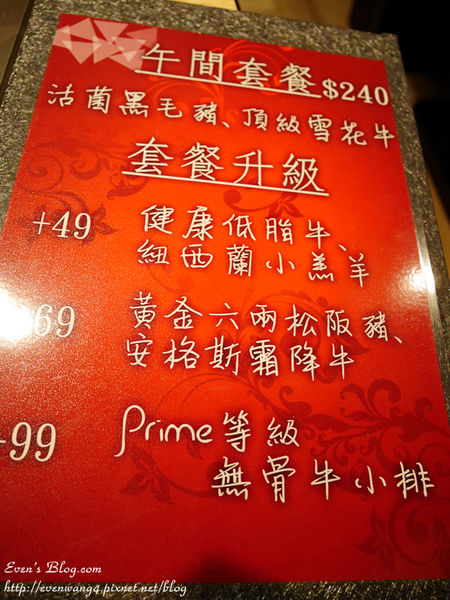 午間套餐 $240
沽菌黑毛豬、頂級雪花牛
套餐升級
+49 健康低脂牛、
紐西蘭小羔羊
69 黃金六兩松阪豬、
安格斯霜降牛
-99 Prime等級
無骨牛小排
Even's Blog.com
http://evenwang4.pixnet.net/blog